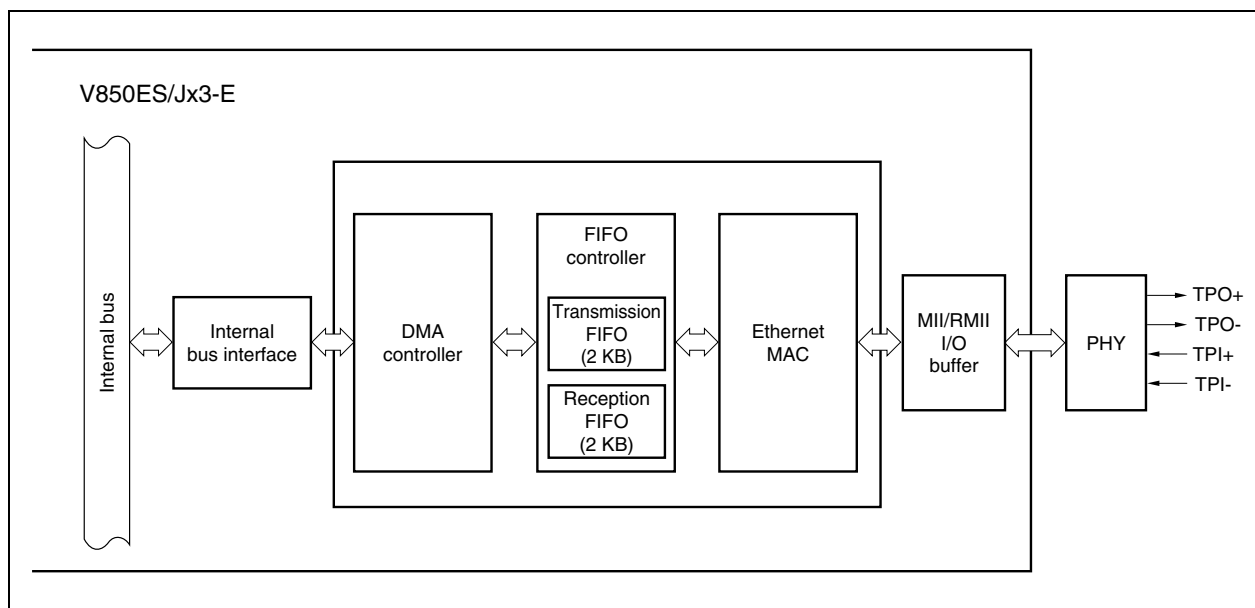 V850ES/Jx3-E
Internal bus
Internal
bus interface
DMA
controller
FIFO
controller
Transmission
FIFO
(2 KB)
Reception
FIFO
(2 KB)
Ethernet
MAC
MII/RMII
I/O
buffer
PHY
TPO+
TPO-
TPI+
TPI-